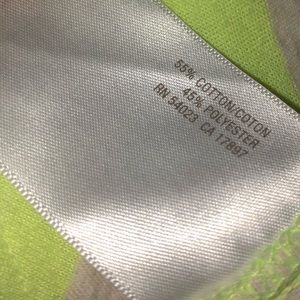 55% COTTON/COTON
45% POLYESTER
RN 54023 CA 17897